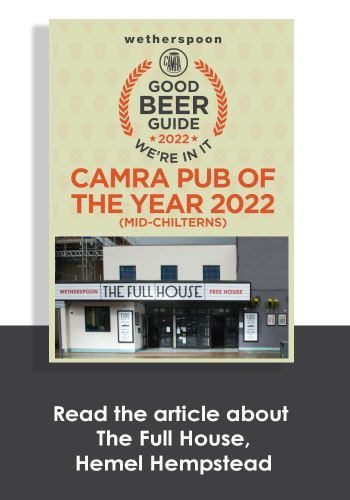 wetherspoon
CAMRA
GOOD
BEER
GUIDE
2022
WE'RE IN IT
CAMRA PUB OF
THE YEAR 2022
(MID-CHILTERNS)
WETHERSPOON THE FULL HOUSE FREE HOUSE
Read the article about
The Full House,
Hemel Hempstead